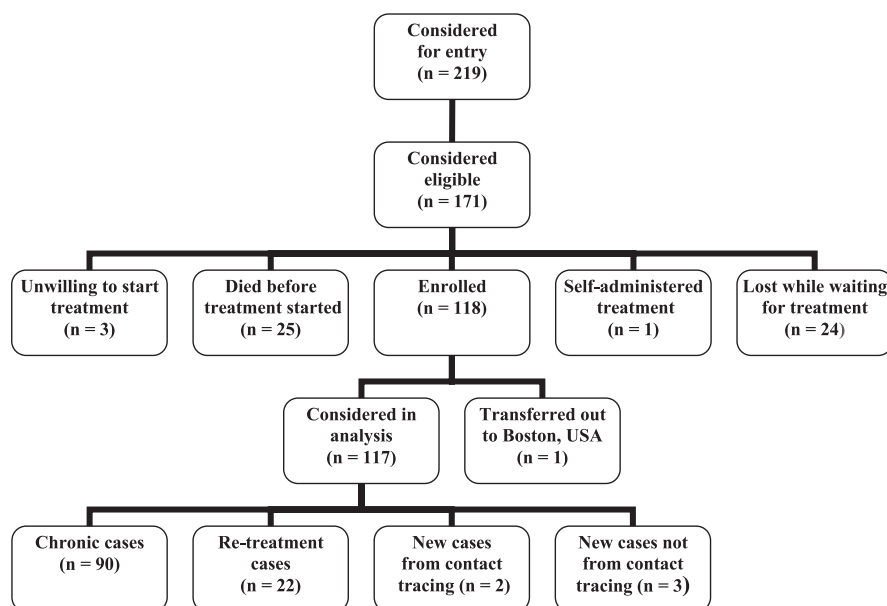 Considered
for entry
(n = 219)
Considered
eligible
(n = 171)
Unwilling to start
treatment
(n = 3)
Died before
treatment started
(n = 25)
Enrolled
(n = 118)
Self-administered
treatment
(n = 1)
Lost while waiting
for treatment
(n = 24)
Considered in
analysis
(n = 117)
Transferred out
to Boston, USA
(n = 1)
Chronic cases
(n = 90)
Re-treatment
cases
(n = 22)
New cases
from contact
tracing (n = 2)
New cases not
from contact
tracing (n = 3)